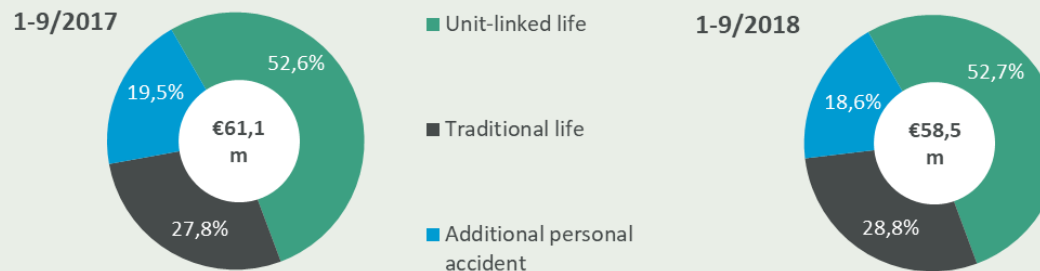 1-9/2017
52,6%
19,5%
€61,1
m
27,8%
Unit-linked life
Traditional life
Additional personal
accident
1-9/2018
52,7%
18,6%
€58,5
m
28,8%